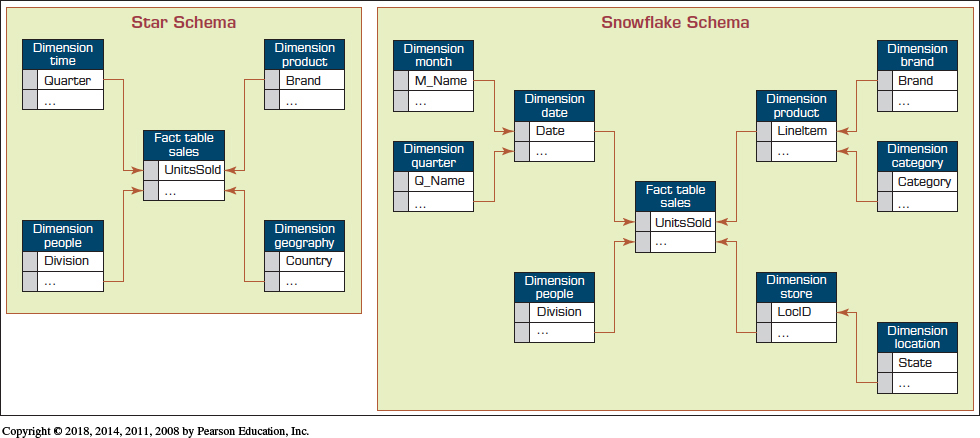 Star Schema
Dimension
time
Quarter
...
Dimension
product
Brand
...
Fact table
sales
UnitsSold
...
Dimension
people
Division
...
Dimension
geography
Country
...
Snowflake Schema
Dimension
month
M_Name
...
Dimension
quarter
Q_Name
...
Dimension
date
Date
...
Dimension
product
LineItem
...
Dimension
brand
Brand
...
Dimension
category
Category
...
Fact table
sales
UnitsSold
...
Dimension
people
Division
...
Dimension
store
LocID
...
Dimension
location
State
...
Copyright © 2018, 2014, 2011, 2008 by Pearson Education, Inc.